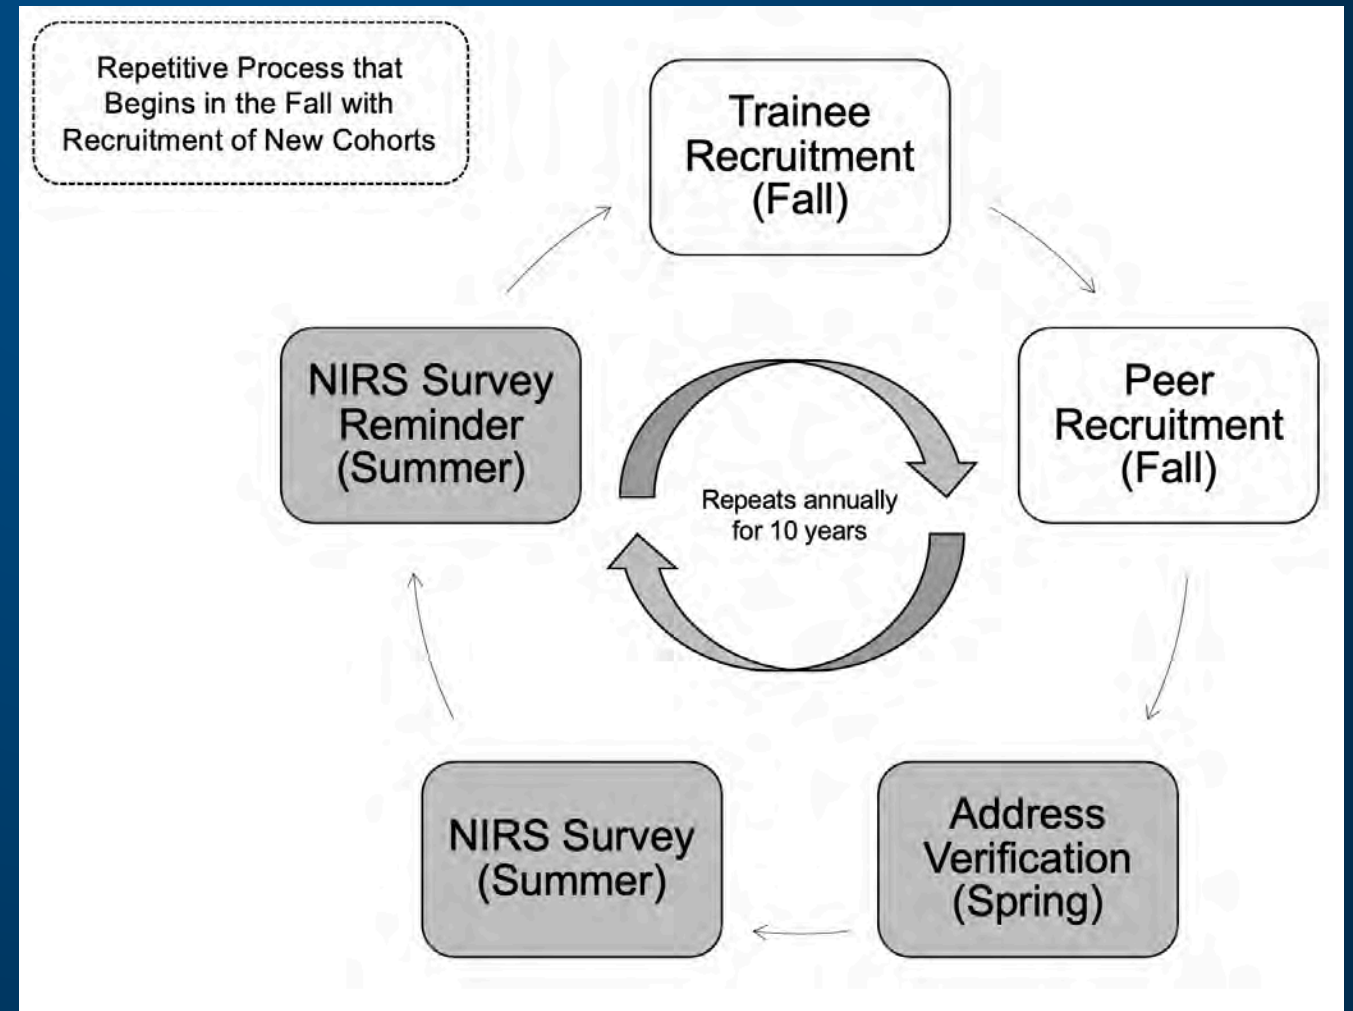 Repetitive Process that
Begins in the Fall with
Recruitment of New Cohorts
Trainee
Recruitment
(Fall)
Peer
Recruitment
(Fall)
Address
Verification
(Spring)
NIRS Survey
(Summer)
NIRS Survey
Reminder
(Summer)
Repeats annually
for 10 years